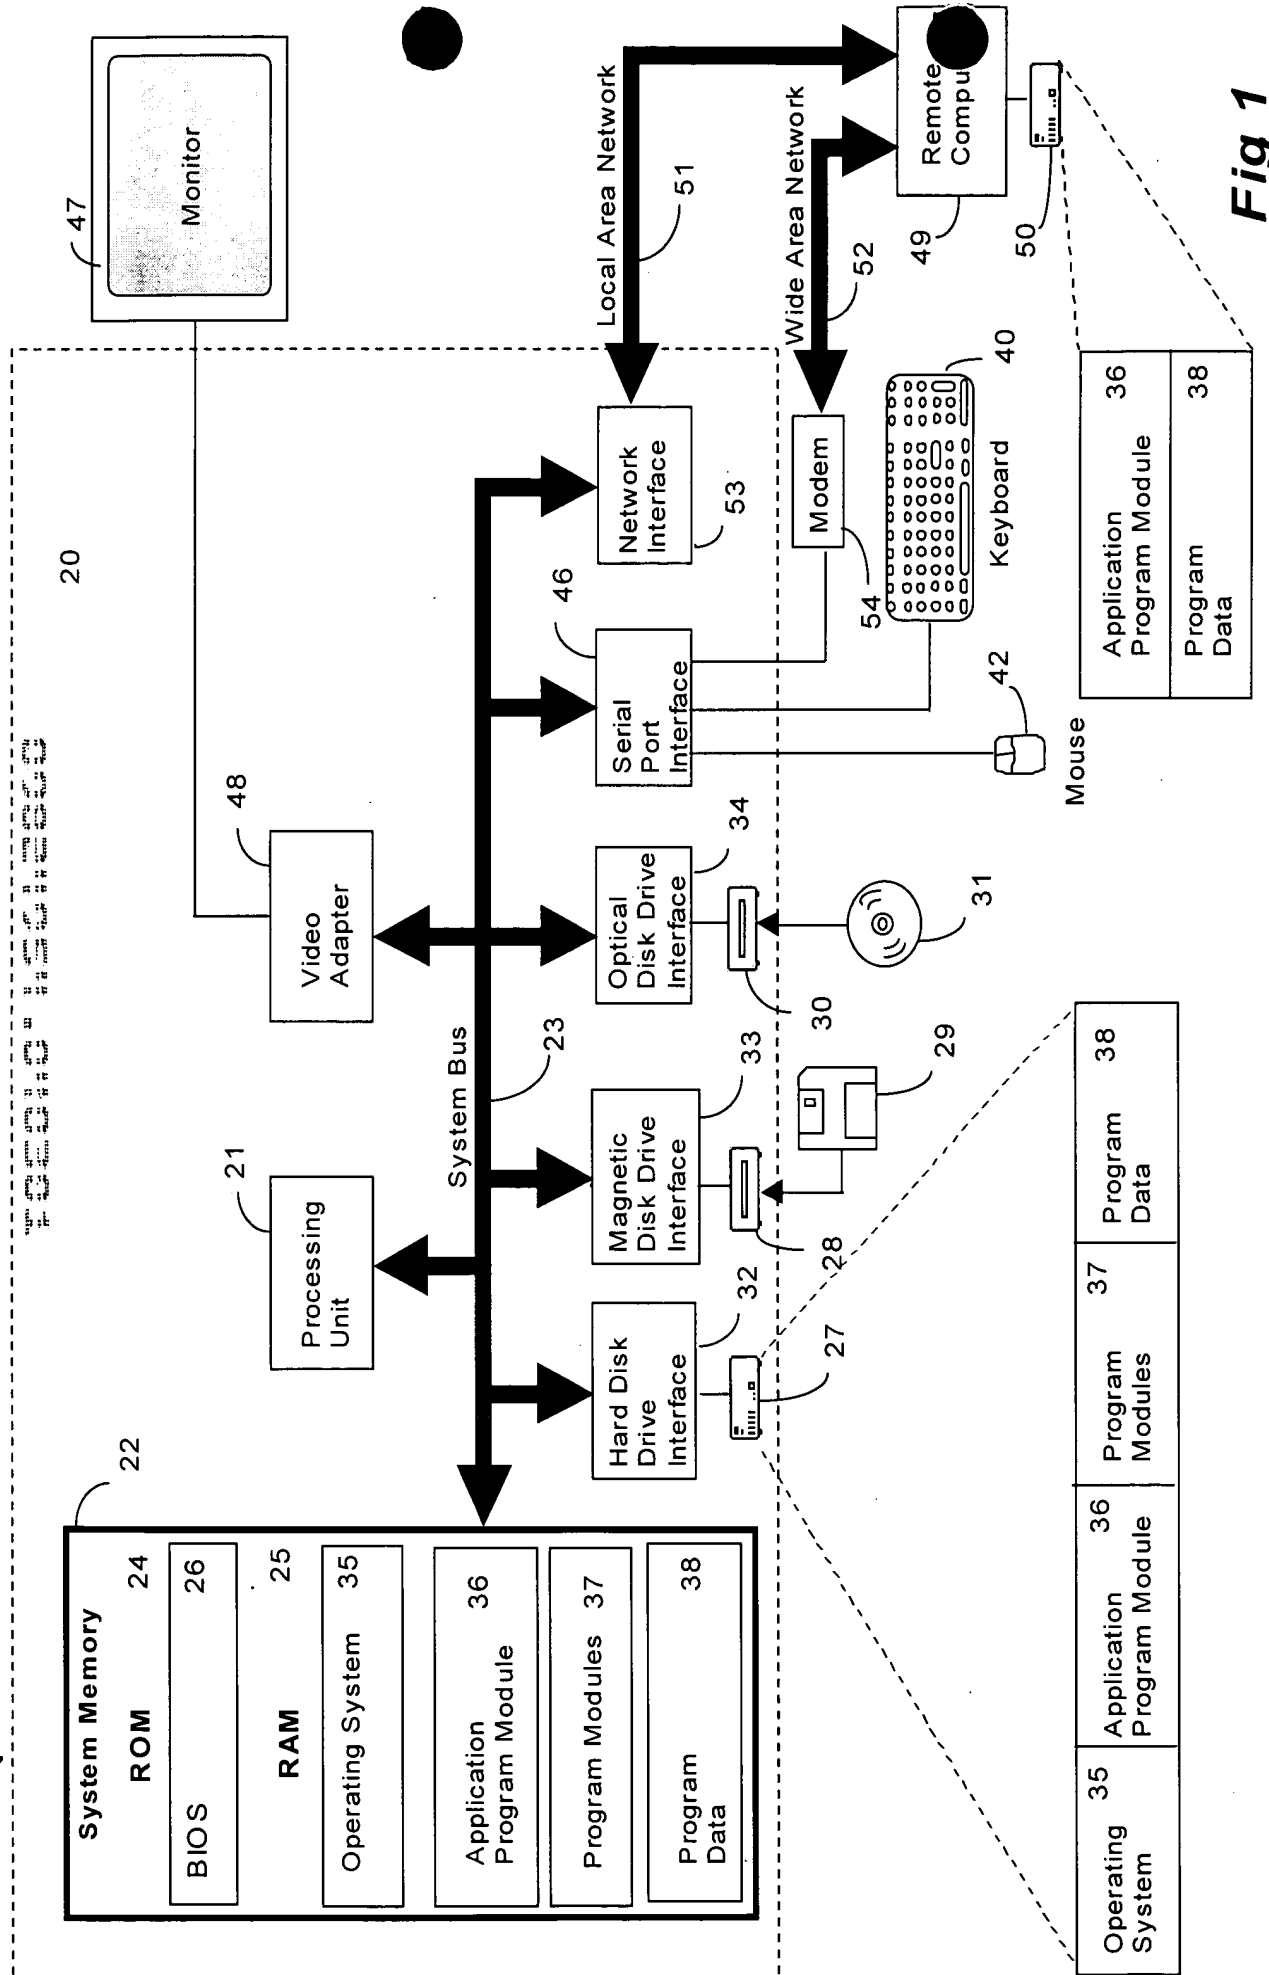 System Memory
22
ROM
24
BIOS
26
RAM
25
Operating System
35
Application
Program Module
36
Program Modules
37
Program
Data
38
Processing
Unit
21
Video
Adapter
48
Monitor
47
20
System Bus
23
Hard Disk
Drive
Interface
32
Magnetic
Disk Drive
Interface
33
Optical
Disk Drive
Interface
34
Serial
Port
Interface
46
Network
Interface
53
Local Area Network
51
27
28
29
30
31
Modem
54
Wide Area Network
52
Keyboard
40
Mouse
42
Remote
Compu
49
50
Operating
System
35
Application
Program Module
36
Program
Modules
37
Program
Data
38
Application
Program Module
36
Program
Data
38
Fig 1